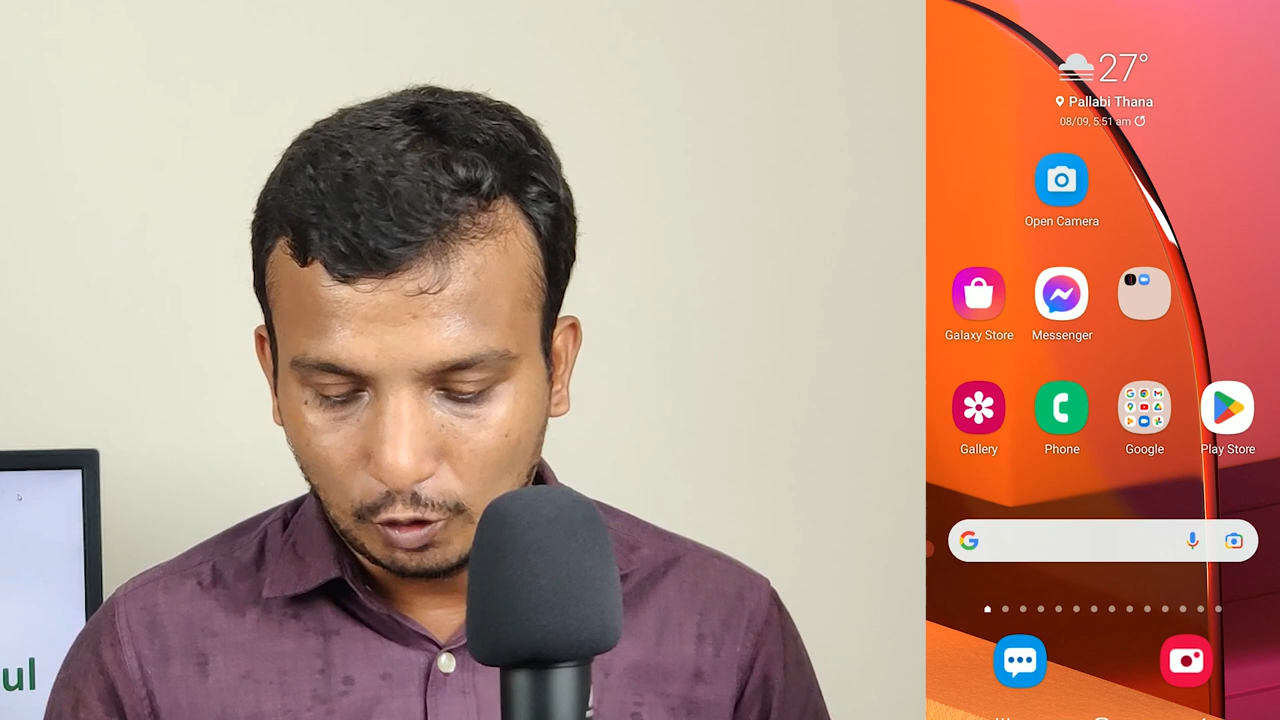 27°
Pallabi Thana
08/09, 5:51 am
Open Camera
Galaxy Store
Messenger
Gallery
Phone
Google
Play Store
ul